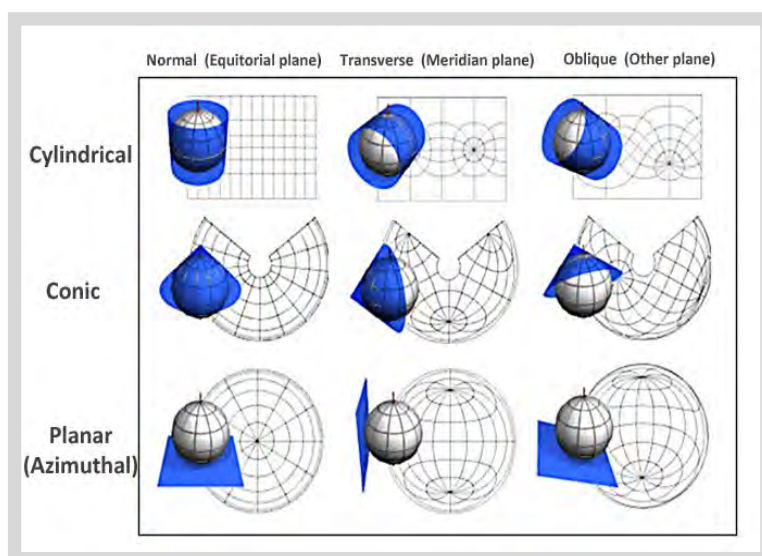 Normal (Equitorial plane) Transverse (Meridian plane) Oblique (Other plane)
Cylindrical
Conic
Planar
(Azimuthal)